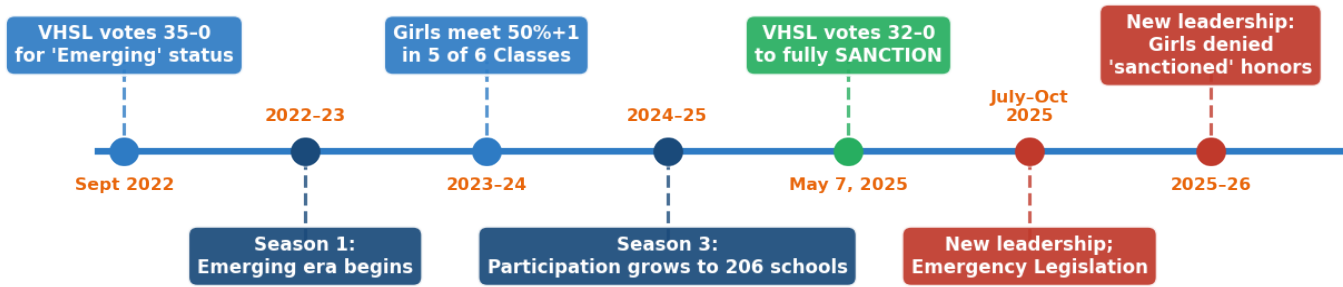 VHSL votes 35–0
for 'Emerging' status
Sept 2022
2022–23
Season 1:
Emerging era begins
Girls meet 50%+1
in 5 of 6 Classes
2023–24
2024–25
Season 3:
Participation grows to 206 schools
VHSL votes 32–0
to fully SANCTION
May 7, 2025
July–Oct
2025
New leadership;
Emergency Legislation
New leadership:
Girls denied
'sanctioned' honors
2025–26